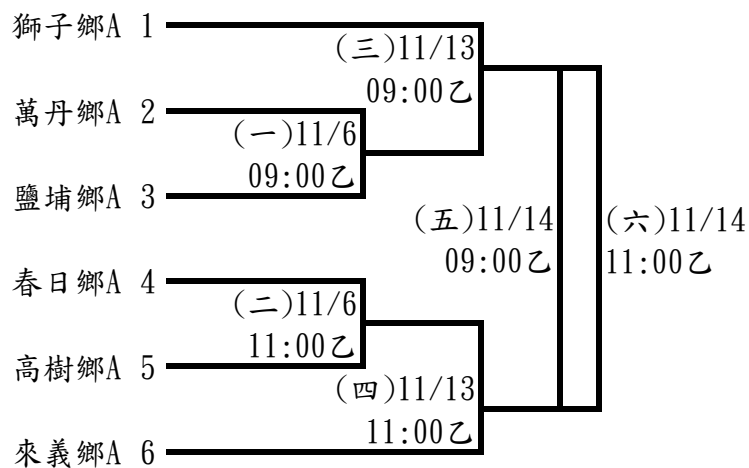 獅子鄉A 1
(三)11/13
09:00乙
萬丹鄉A 2
(一)11/6
09:00乙
鹽埔鄉A 3
(五)11/14
09:00乙
(六)11/14
11:00乙
春日鄉A 4
(二)11/6
11:00乙
高樹鄉A 5
(四)11/13
11:00乙
來義鄉A 6